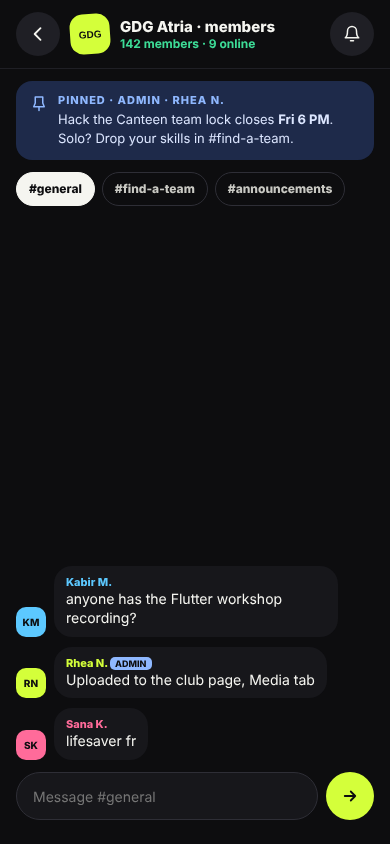 GDG
GDG Atria · members
142 members · 9 online
PINNED · ADMIN · RHEA N.
Hack the Canteen team lock closes Fri 6 PM.
Solo? Drop your skills in #find-a-team.
#general
#find-a-team
#announcements
Kabir M.
anyone has the Flutter workshop
recording?
KM
Rhea N. ADMIN
Uploaded to the club page, Media tab
RN
Sana K.
lifesaver fr
SK
Message #general